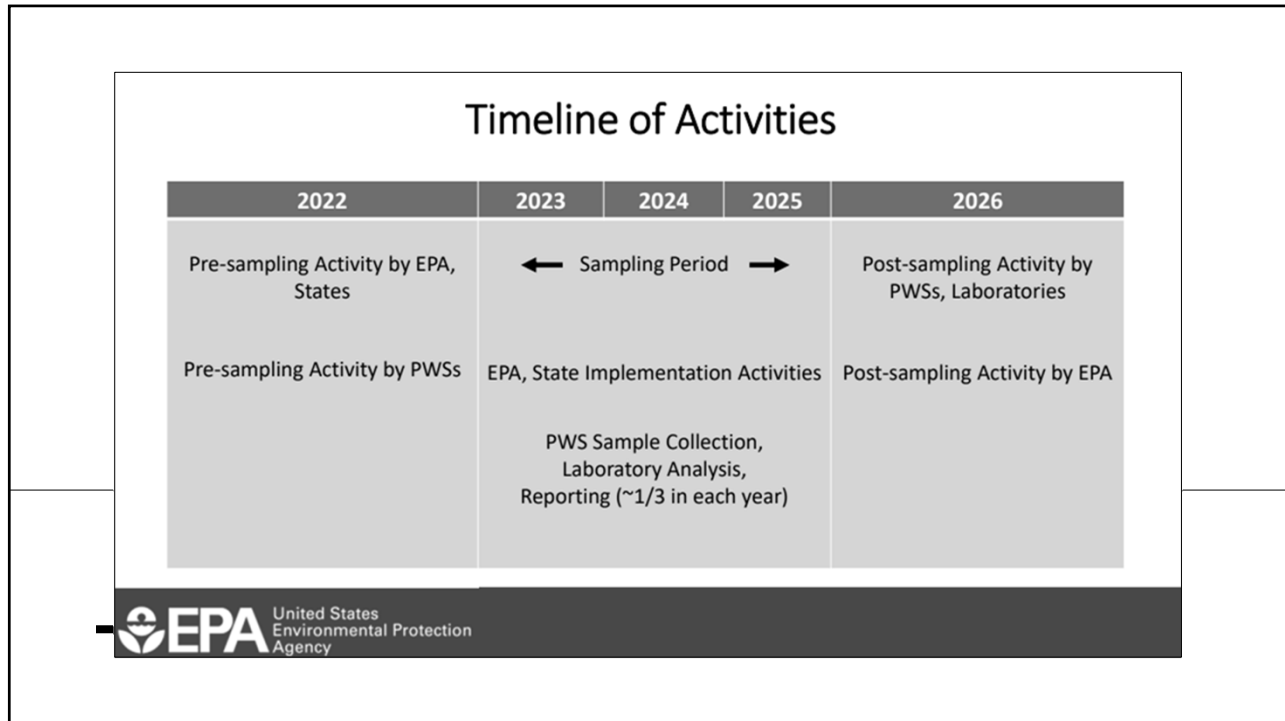 Timeline of Activities
2022
2023
2024
2025
2026
Pre-sampling Activity by EPA,
States
Pre-sampling Activity by PWSs
Sampling Period
EPA, State Implementation Activities
PWS Sample Collection,
Laboratory Analysis,
Reporting (~1/3 in each year)
Post-sampling Activity by
PWSs, Laboratories
Post-sampling Activity by EPA
EPA
United States
Environmental Protection
Agency